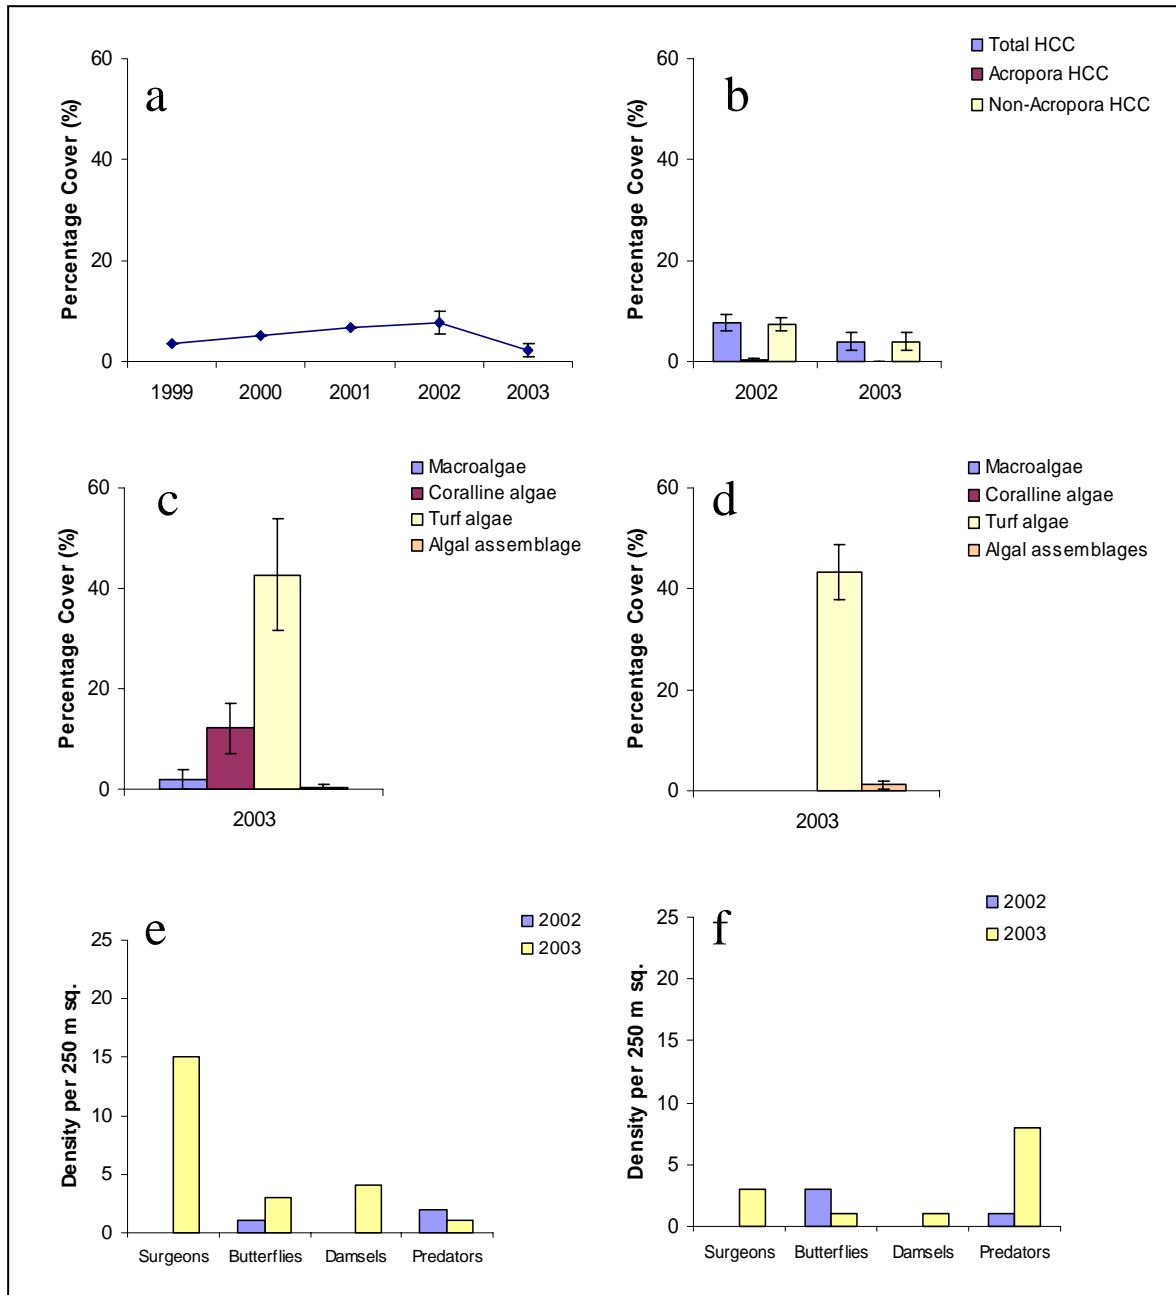 a
Percentage Cover (%)
60
40
20
0
1999 2000 2001 2002 2003
b
Total HCC
Acropora HCC
Non-Acropora HCC
Percentage Cover (%)
60
40
20
0
2002 2003
c
Macroalgae
Coralline algae
Turf algae
Algal assemblage
Percentage Cover (%)
60
40
20
0
2003
d
Macroalgae
Coralline algae
Turf algae
Algal assemblages
Percentage Cover (%)
60
40
20
0
2003
e
2002
2003
Density per 250 m sq.
25
20
15
10
5
0
Surgeons Butterflies Damsels Predators
f
2002
2003
Density per 250 m sq.
25
20
15
10
5
0
Surgeons Butterflies Damsels Predators